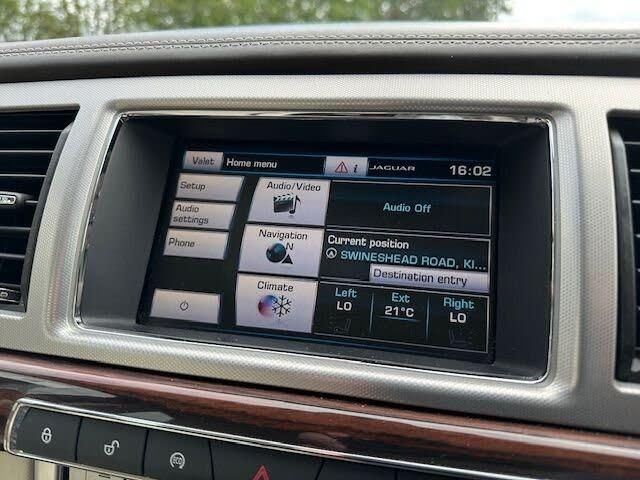 Valet
Home menu
i
JAGUAR
16:02
Setup
Audio
settings
Phone
Audio/Video
Audio Off
Navigation
N
Current position
SWINESHEAD ROAD, KI...
Destination entry
Climate
Left
LO
Ext
21°C
Right
LO
ECO